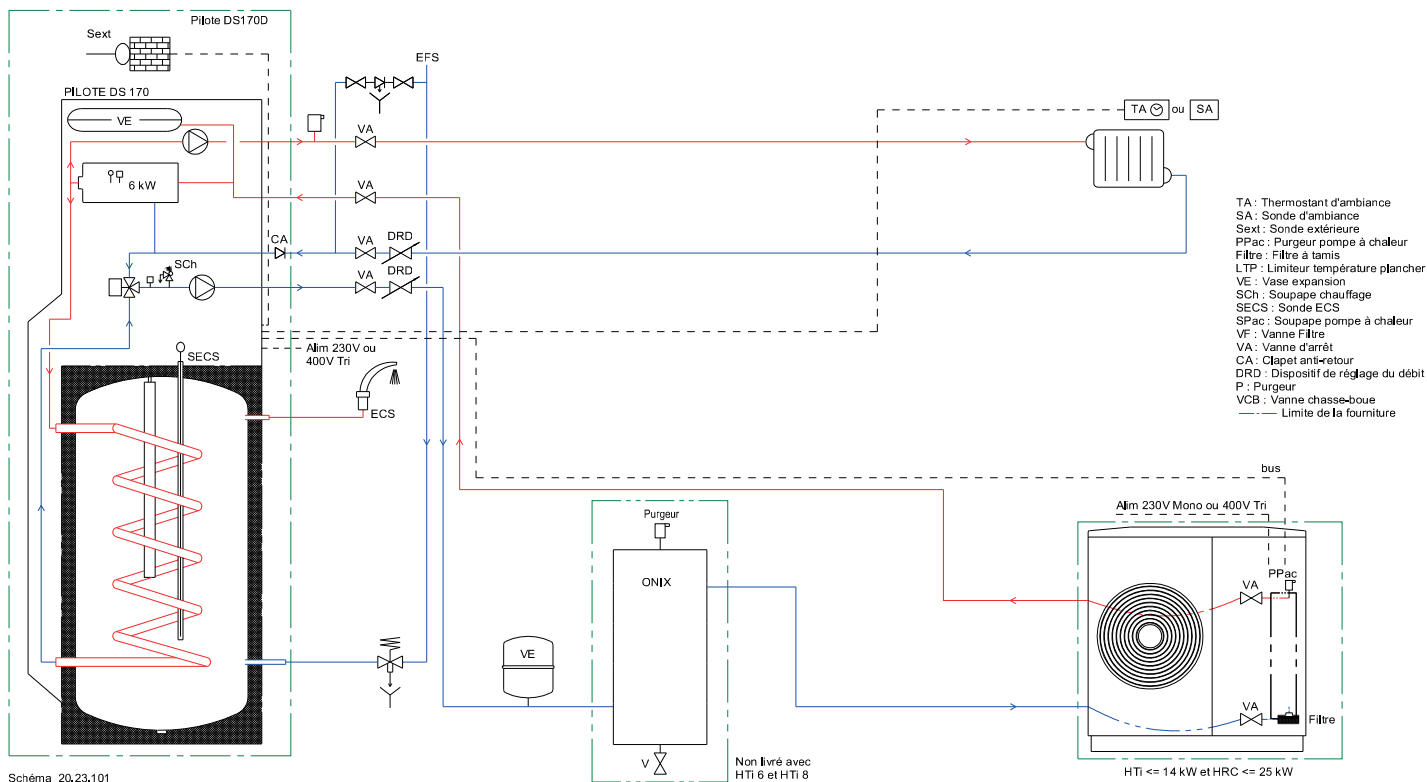 Pilote DS170D
Sext
EFS
PILOTE DS 170
VE
VA
TA ou SA
6 kW
VA
CA
VA
DRD
SCh
VA
DRD
TA : Thermostant d'ambiance
SA : Sonde d'ambiance
Sext : Sonde extérieure
PPac : Purgeur pompe à chaleur
Filtre : Filtre à tamis
LTP : Limiteur température plancher
VE : Vase expansion
SCh : Soupape chauffage
SECS : Sonde ECS
SPac : Soupape pompe à chaleur
VF : Vanne Filtre
VA : Vanne d'arrêt
CA : Clapet anti-retour
DRD : Dispositif de réglage du débit
P : Purgeur
VCB : Vanne chasse-boue
Limite de la fourniture
SECS
Alim 230V ou
400V Tri
ECS
bus
Purgeur
Alim 230V Mono ou 400V Tri
ONIX
PPac
VA
VE
VA
Filtre
V
Non livré avec
HTi 6 et HTi 8
HTi <= 14 kW et HRC <= 25 kW
Schéma 20.23.101